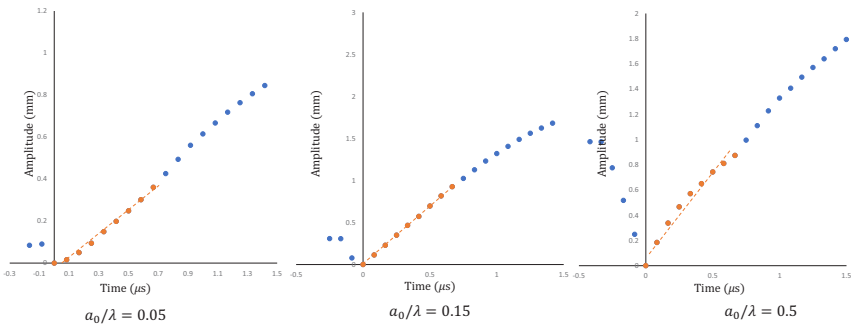 1.2
1
0.8
0.6
0.4
0.2
0
-0.3 -0.1 0.1 0.3 0.5 0.7 0.9 1.1 1.3 1.5
Amplitude (mm)
Time (μs)
a₀/λ = 0.05
3
2.5
2
1.5
1
0.5
0
-0.5 0 0.5 1 1.5
Amplitude (mm)
Time (μs)
a₀/λ = 0.15
2
1.8
1.6
1.4
1.2
1
0.8
0.6
0.4
0.2
0
-0.5 0 0.5 1 1.5
Amplitude (mm)
Time (μs)
a₀/λ = 0.5